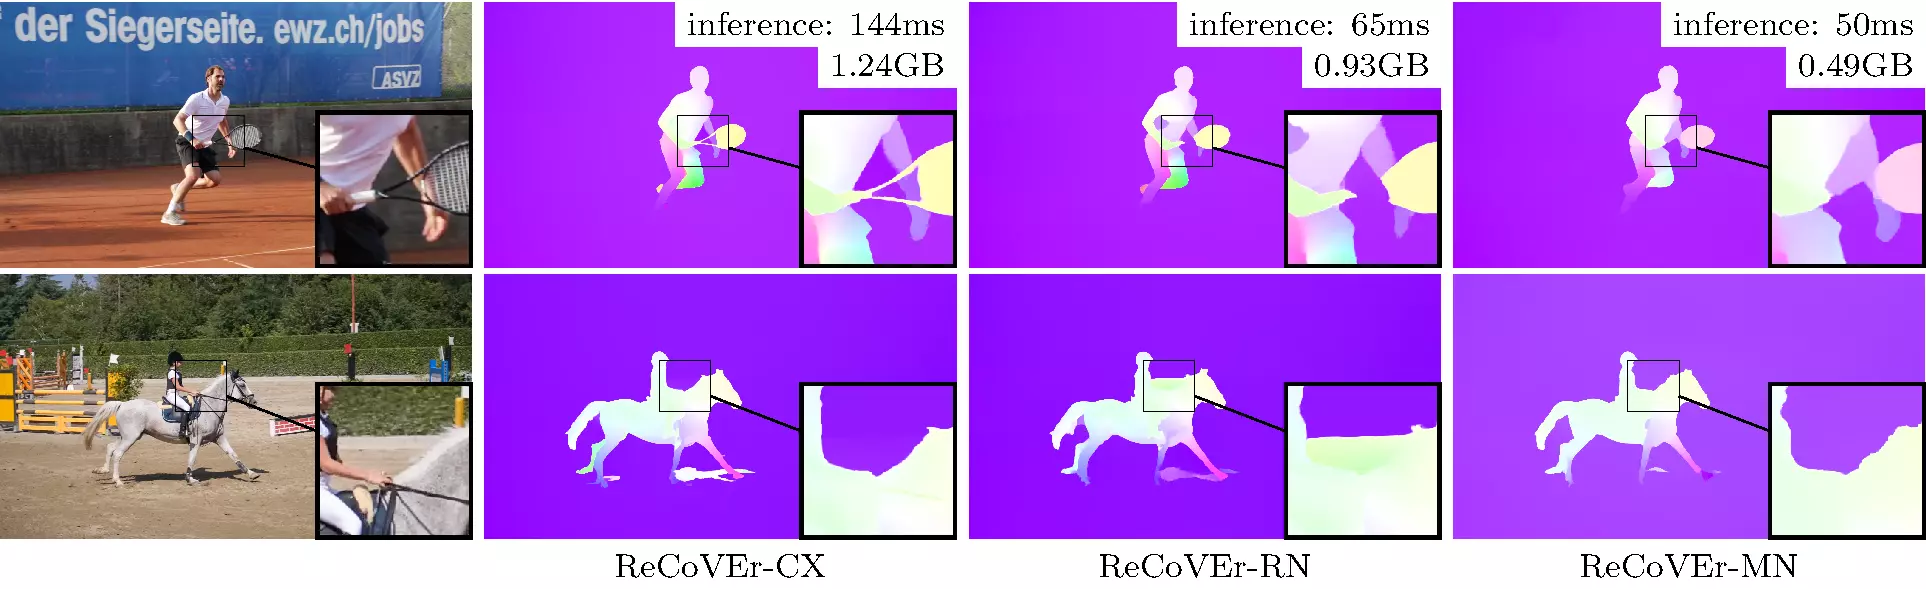 der Siegerseite. ewz.ch/jobs
ASVZ
inference: 144ms
1.24GB
inference: 65ms
0.93GB
inference: 50ms
0.49GB
ReCoVEr-CX
ReCoVEr-RN
ReCoVEr-MN